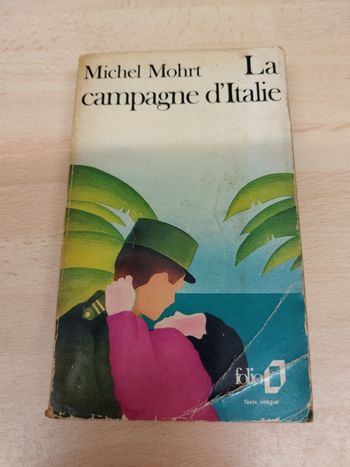 Michel Mohrt La
campagne d'Italie
folio
Texte intégral